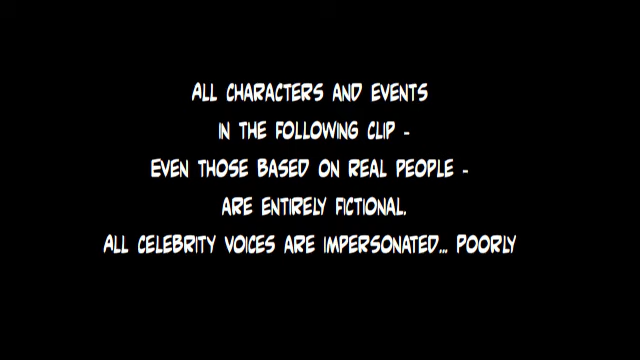 ALL CHARACTERS AND EVENTS
IN THE FOLLOWING CLIP -
EVEN THOSE BASED ON REAL PEOPLE -
ARE ENTIRELY FICTIONAL.
ALL CELEBRITY VOICES ARE IMPERSONATED... POORLY